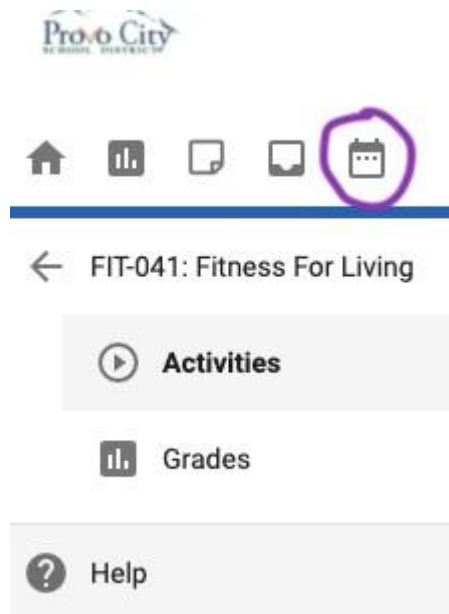 Provo City
SCHOOL DISTRICT
FIT-041: Fitness For Living
Activities
Grades
Help